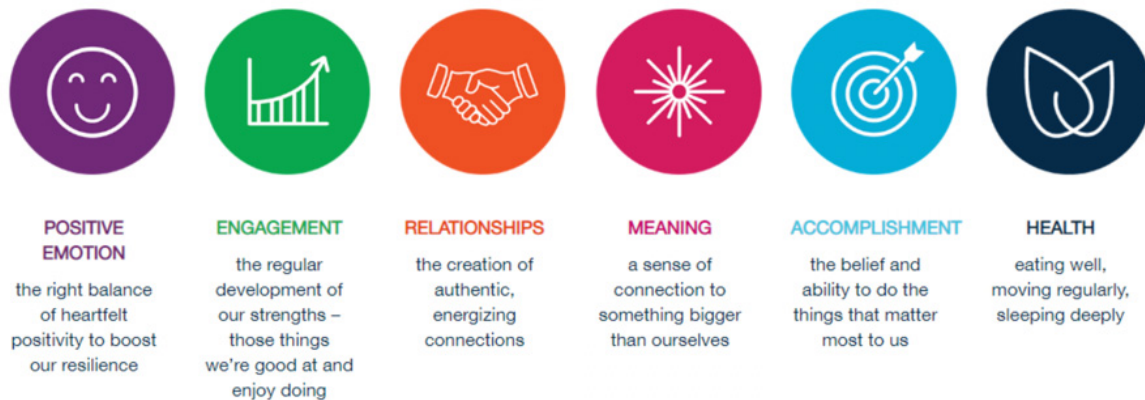 POSITIVE
EMOTION
the right balance
of heartfelt
positivity to boost
our resilience
ENGAGEMENT
the regular
development of
our strengths –
those things
we're good at and
enjoy doing
RELATIONSHIPS
the creation of
authentic,
energizing
connections
MEANING
a sense of
connection to
something bigger
than ourselves
ACCOMPLISHMENT
the belief and
ability to do the
things that matter
most to us
HEALTH
eating well,
moving regularly,
sleeping deeply